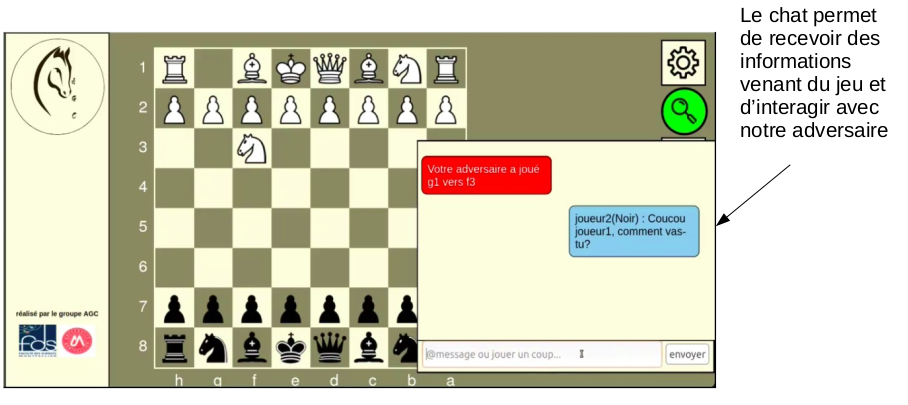 Le chat permet
de recevoir des
informations
venant du jeu et
d'interagir avec
notre adversaire
1
2
3
4
5
6
7
8
h g f e d c b a
Votre adversaire a joué
g1 vers f3
joueur2(Noir) : Coucou
joueur1, comment vas-
tu?
@message ou jouer un coup...
envoyer
réalisé par le groupe AGC
fds